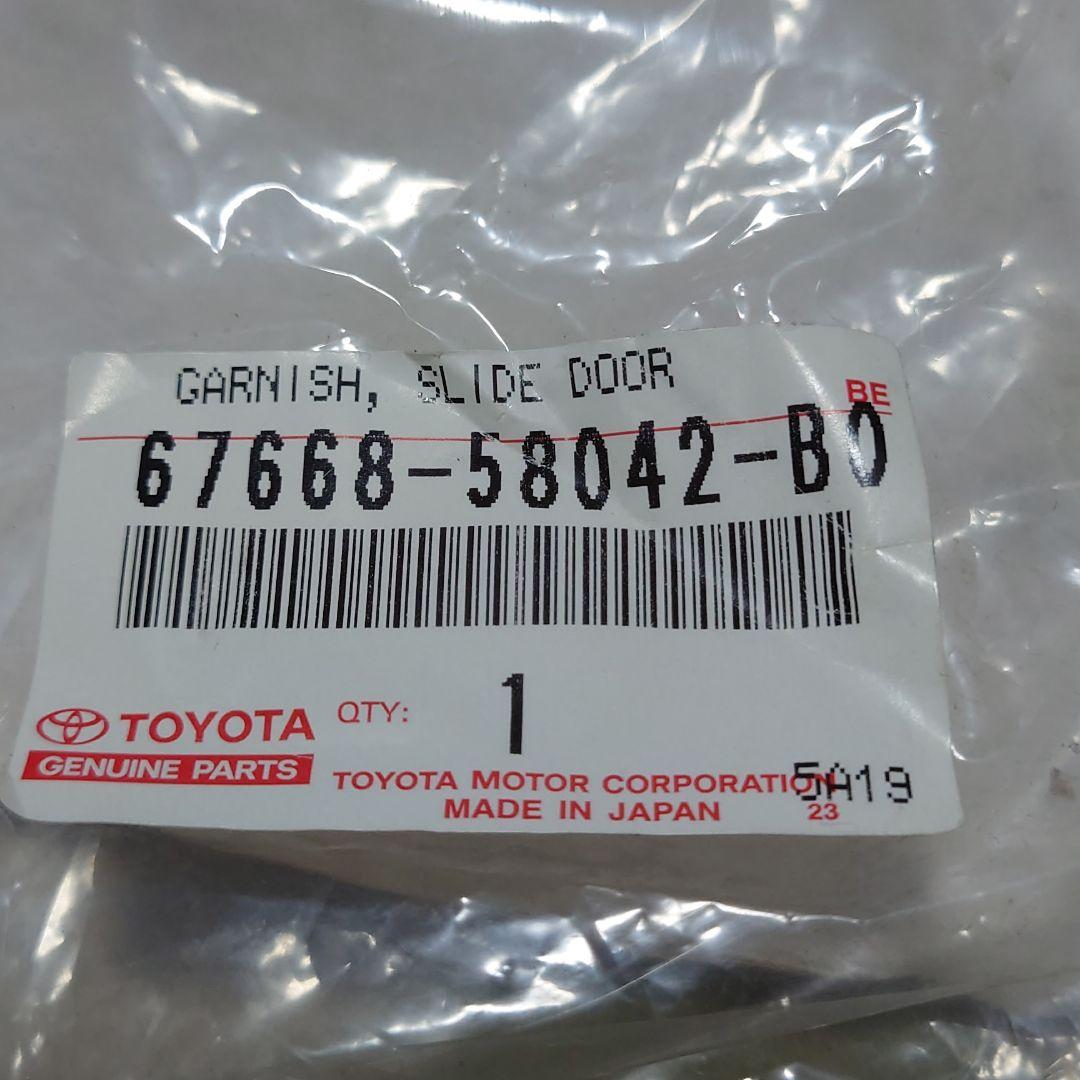 GARNISH, SLIDE DOOR
BE
67668-58042-B0
QTY: 1
TOYOTA
GENUINE PARTS
TOYOTA MOTOR CORPORATION
5A19
MADE IN JAPAN
23